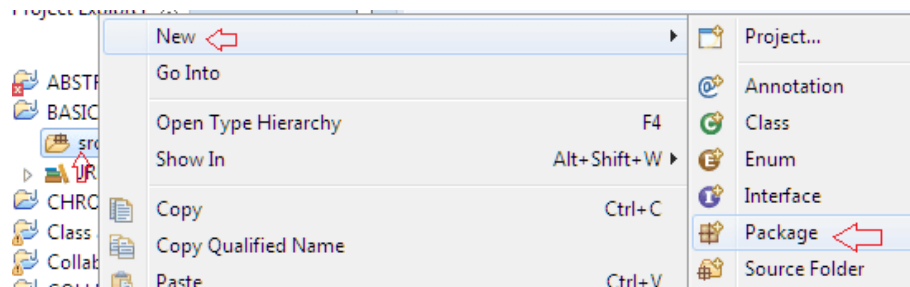 Project Explorer
New
Project...
Go Into
ABSTR
Annotation
BASIC
Open Type Hierarchy F4
Class
src
Show In Alt+Shift+W
Enum
JR
CHRO
Copy Ctrl+C
Interface
Class
Copy Qualified Name
Package
Collab
Paste Ctrl+V
Source Folder